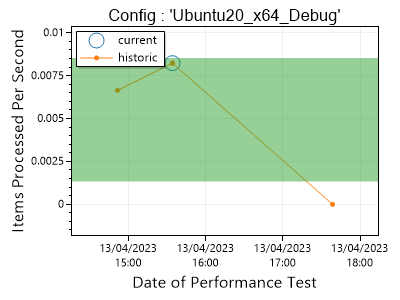 Config : 'Ubuntu20_x64_Debug'
current
historic
Items Processed Per Second
0.01
0.0075
0.005
0.0025
0
13/04/2023 13/04/2023 13/04/2023 13/04/2023
15:00 16:00 17:00 18:00
Date of Performance Test